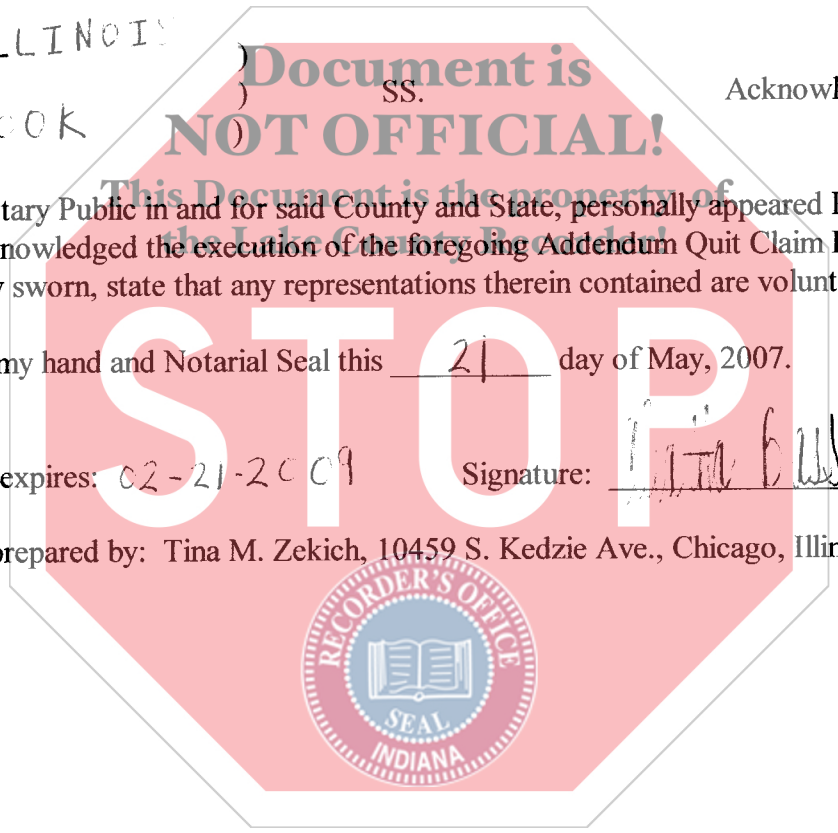 LLINOIS )
Document is
) SS. Acknowl
OOK )
NOT OFFICIAL!
This Document is the property of
tary Public in and for said County and State, personally appeared
the Lake County Recorder!
nowledged the execution of the foregoing Addendum Quit Claim
y sworn, state that any representations therein contained are volunt
STOP
my hand and Notarial Seal this 21 day of May, 2007.
expires: 02-21-2009 Signature:
prepared by: Tina M. Zekich, 10459 S. Kedzie Ave., Chicago, Illin
RECORDER'S OFFICE
SEAL
INDIANA